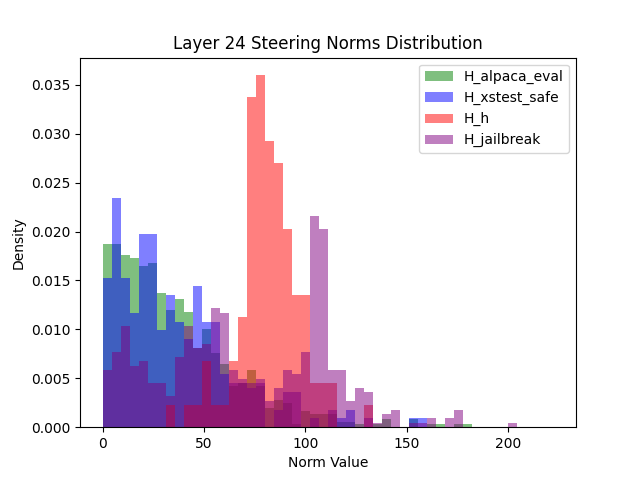 Layer 24 Steering Norms Distribution
H_alpaca_eval
H_xstest_safe
H_h
H_jailbreak
0.035
0.030
0.025
0.020
0.015
0.010
0.005
0.000
Density
0 50 100 150 200
Norm Value